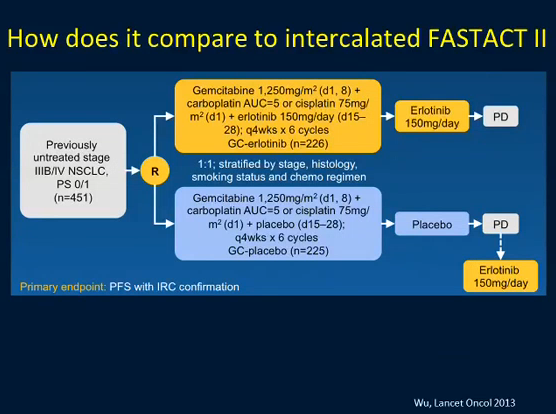 How does it compare to intercalated FASTACT II
Previously
untreated stage
IIIB/IV NSCLC,
PS 0/1
(n=451)
R
Gemcitabine 1,250mg/m² (d1, 8) +
carboplatin AUC=5 or cisplatin 75mg/
m² (d1) + erlotinib 150mg/day (d15–
28); q4wks x 6 cycles
GC-erlotinib (n=226)
Erlotinib
150mg/day
PD
1:1; stratified by stage, histology,
smoking status and chemo regimen
Gemcitabine 1,250mg/m² (d1, 8) +
carboplatin AUC=5 or cisplatin 75mg/
m² (d1) + placebo (d15–28);
q4wks x 6 cycles
GC-placebo (n=225)
Placebo
PD
Erlotinib
150mg/day
Primary endpoint: PFS with IRC confirmation
Wu, Lancet Oncol 2013